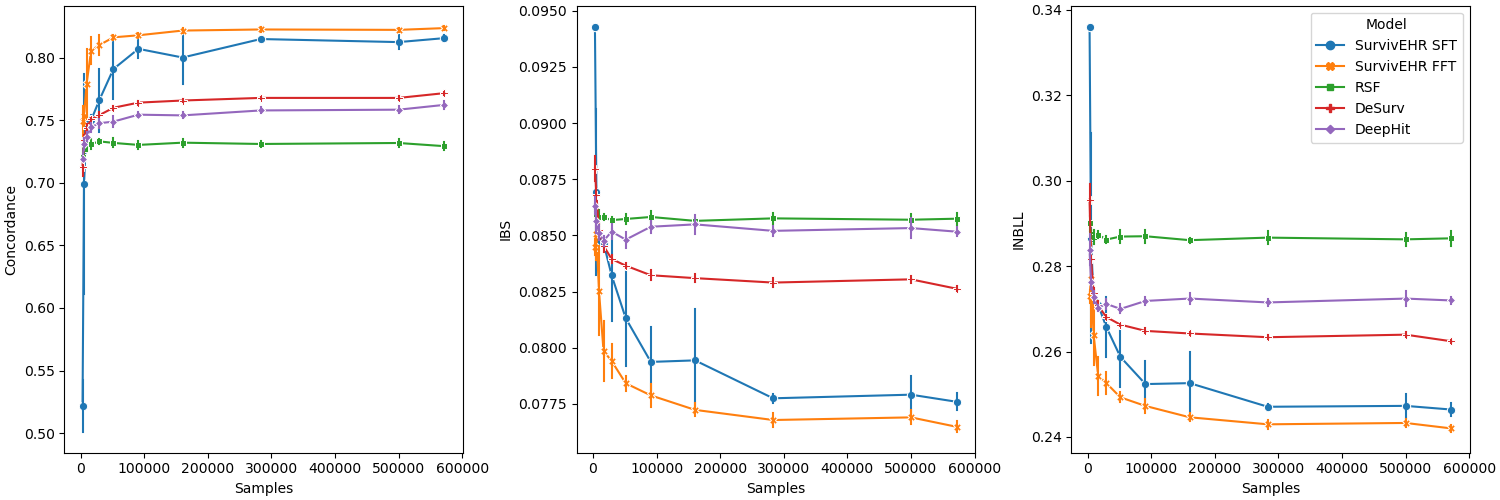 Concordance
0.80
0.75
0.70
0.65
0.60
0.55
0.50
0 100000 200000 300000 400000 500000 600000
Samples
IBS
0.0950
0.0925
0.0900
0.0875
0.0850
0.0825
0.0800
0.0775
0 100000 200000 300000 400000 500000 600000
Samples
INBLL
0.34
0.32
0.30
0.28
0.26
0.24
0 100000 200000 300000 400000 500000 600000
Samples
Model
SurvivEHR SFT
SurvivEHR FFT
RSF
DeSurv
DeepHit